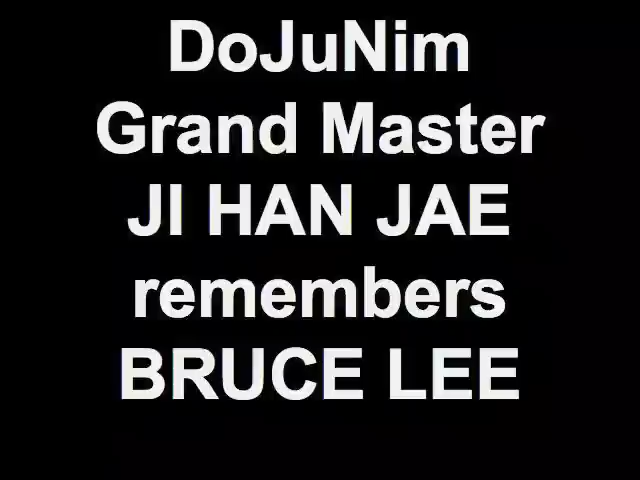 DoJuNim
Grand Master
JI HAN JAE
remembers
BRUCE LEE